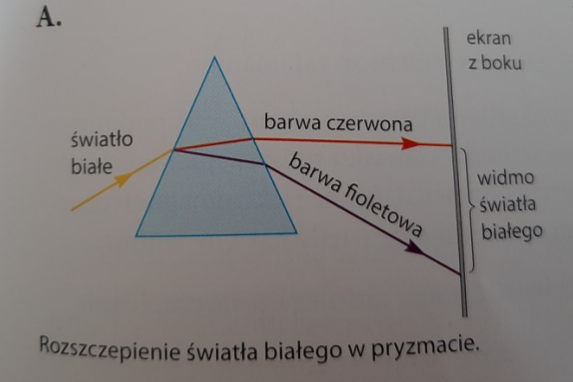 A.
ekran
z boku
barwa czerwona
światło
białe
barwa fioletowa
widmo
światła
białego
Rozszczepienie światła białego w pryzmacie.